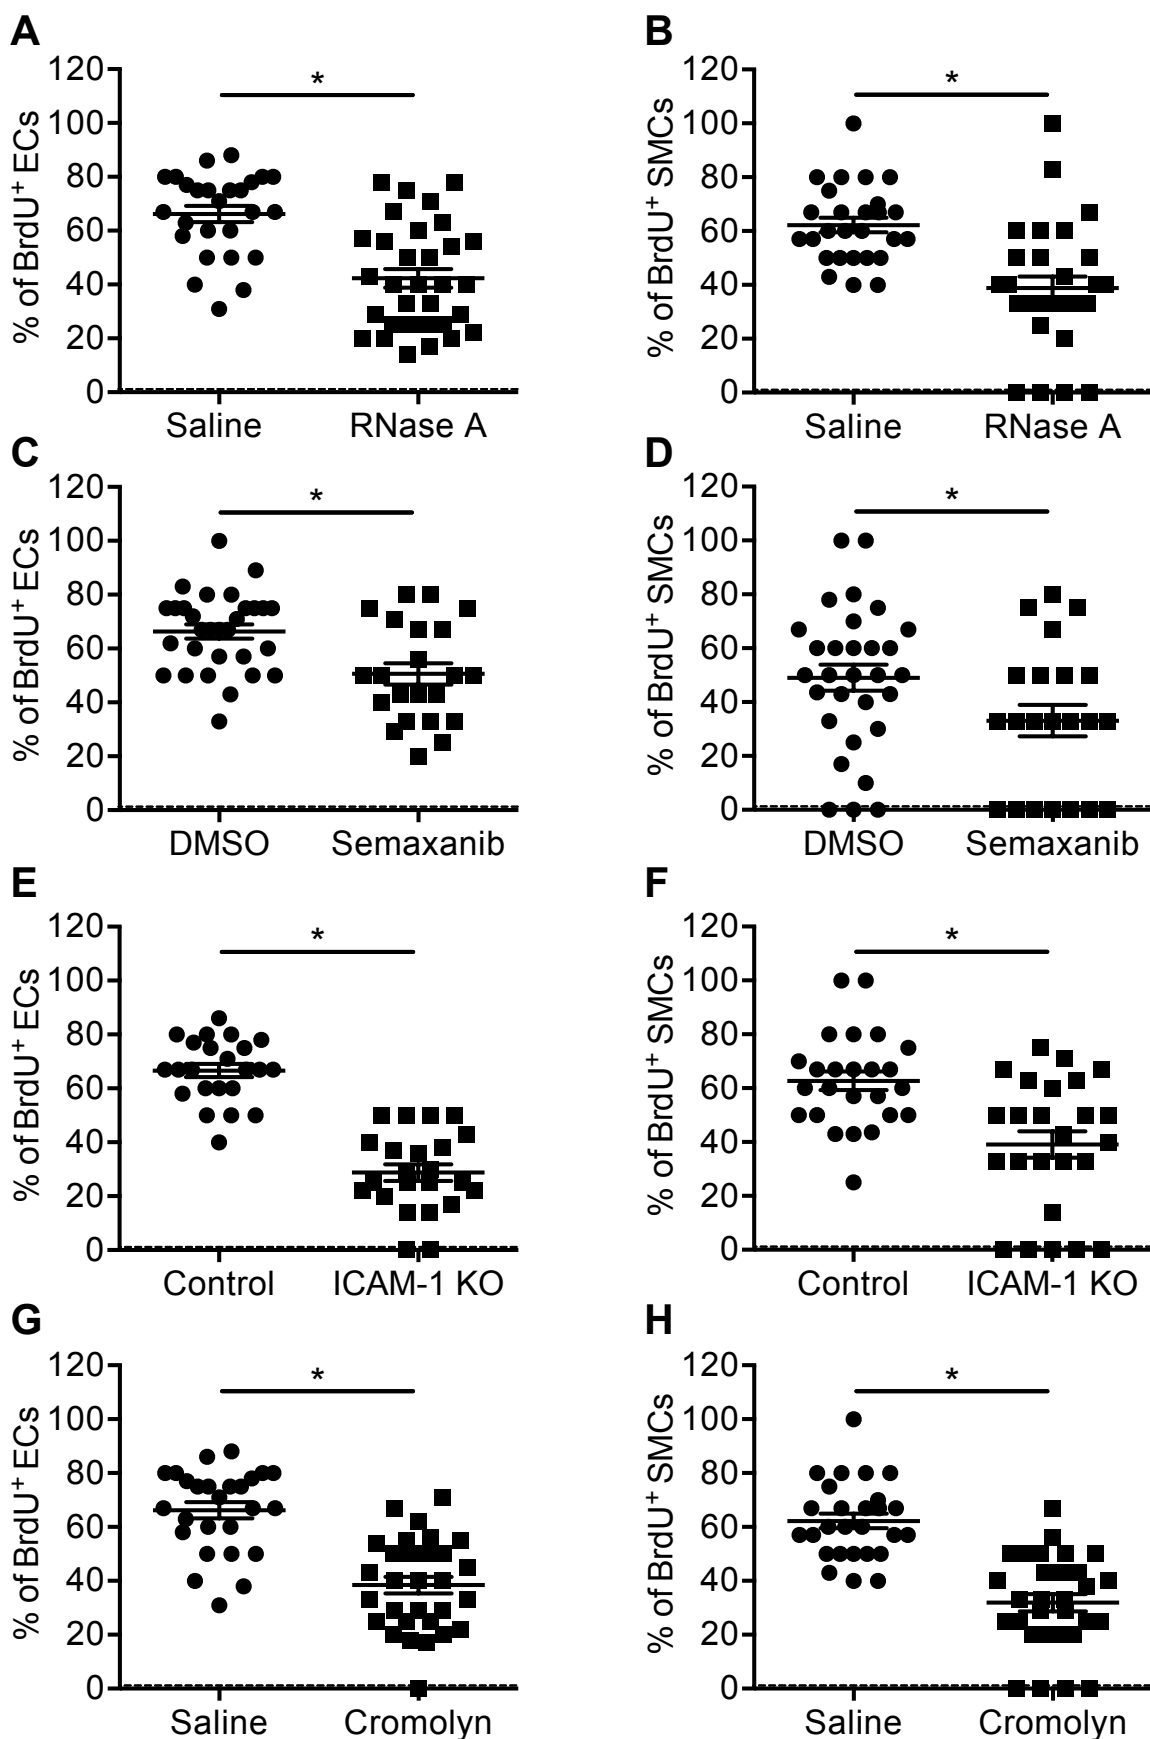 A
% of BrdU⁺ ECs
120
100
80
60
40
20
0
*
Saline RNase A
B
% of BrdU⁺ SMCs
120
100
80
60
40
20
0
*
Saline RNase A
C
% of BrdU⁺ ECs
120
100
80
60
40
20
0
*
DMSO Semaxanib
D
% of BrdU⁺ SMCs
120
100
80
60
40
20
0
*
DMSO Semaxanib
E
% of BrdU⁺ ECs
120
100
80
60
40
20
0
*
Control ICAM-1 KO
F
% of BrdU⁺ SMCs
120
100
80
60
40
20
0
*
Control ICAM-1 KO
G
% of BrdU⁺ ECs
120
100
80
60
40
20
0
*
Saline Cromolyn
H
% of BrdU⁺ SMCs
120
100
80
60
40
20
0
*
Saline Cromolyn